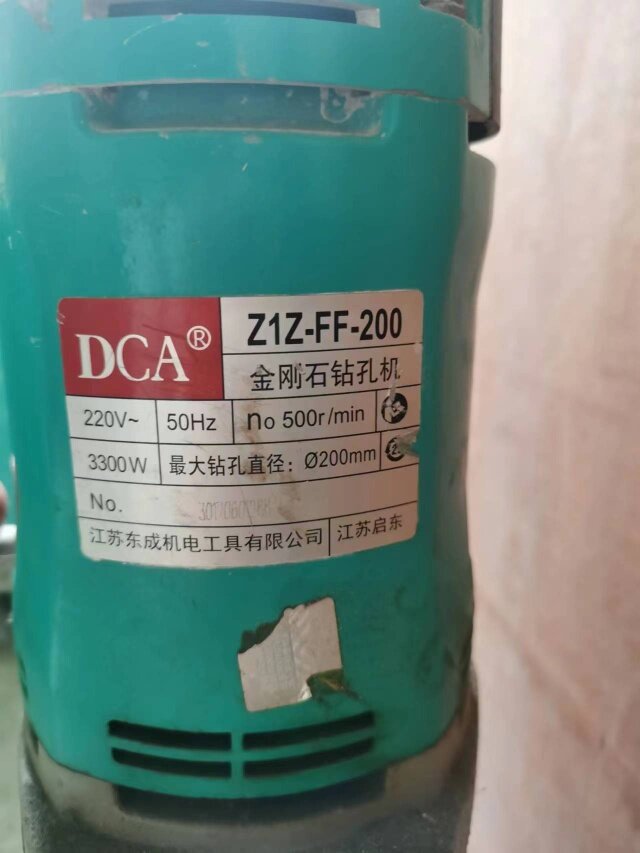 DCA®
Z1Z-FF-200
金刚石钻孔机
220V~ 50Hz no 500r/min
3300W 最大钻孔直径：Ø200mm
No.
江苏东成机电工具有限公司 江苏启东